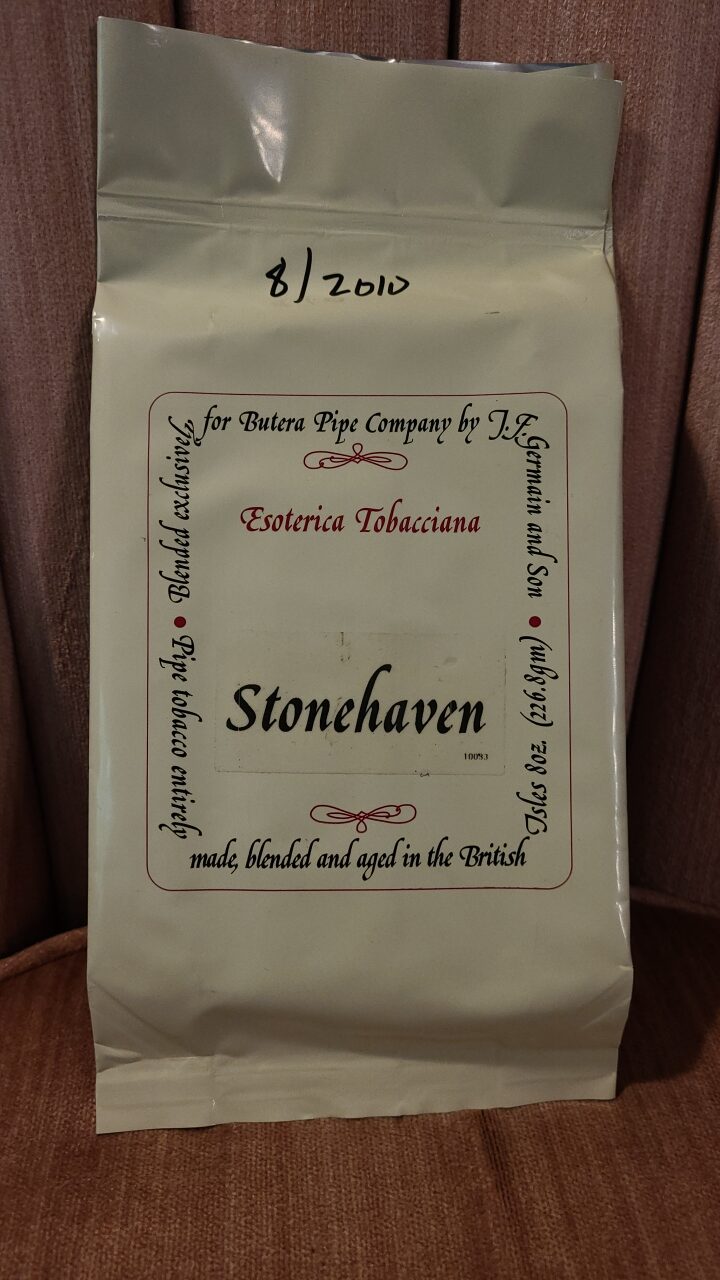 8/2010
Blended exclusively
for Butera Pipe Company by J.F.
Germain and Son
Esoterica Tobacciana
Stonehaven
10093
Pipe tobacco entirely
made, blended and aged in the British
Isles 8oz. (226.8gm)